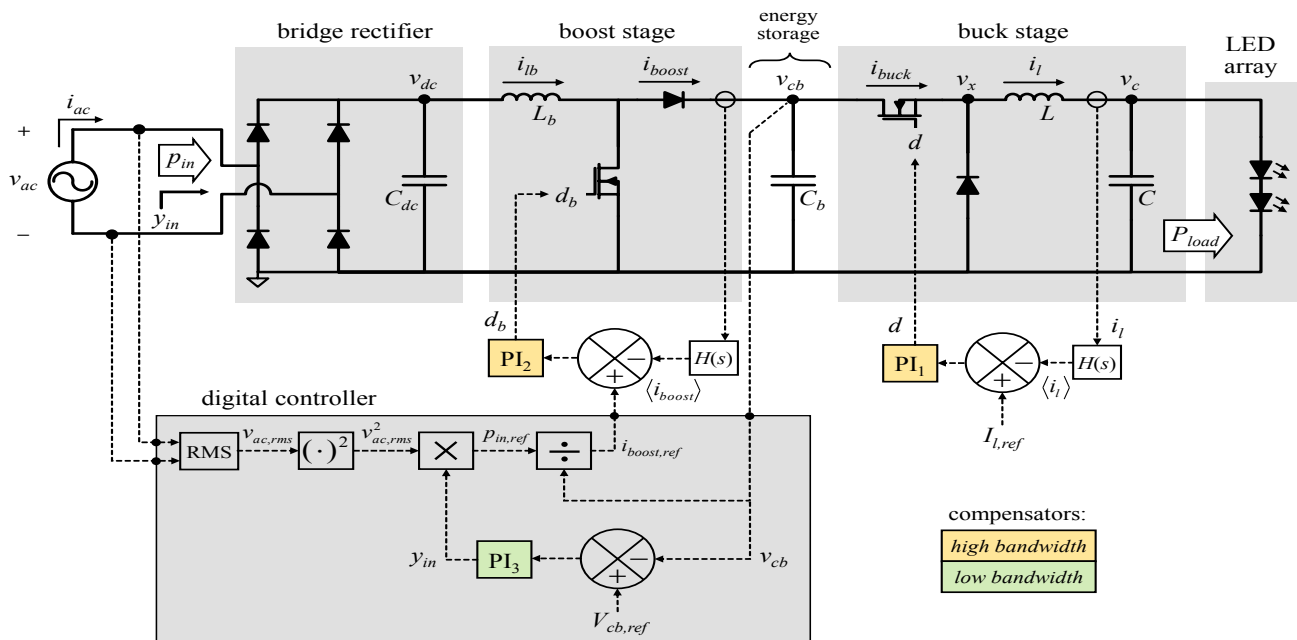 bridge rectifier
boost stage
energy
storage
buck stage
LED
array
i_ac
+
v_ac
−
p_in
y_in
v_dc
C_dc
i_lb
L_b
i_boost
d_b
v_cb
C_b
i_buck
d
v_x
i_l
L
v_c
C
P_load
d_b
PI_2
−
+
⟨i_boost⟩
H(s)
d
PI_1
−
+
⟨i_l⟩
i_l
H(s)
I_l,ref
digital controller
RMS
v_ac,rms
(·)^2
v^2_ac,rms
×
p_in,ref
÷
i_boost,ref
y_in
PI_3
−
+
v_cb
V_cb,ref
compensators:
high bandwidth
low bandwidth